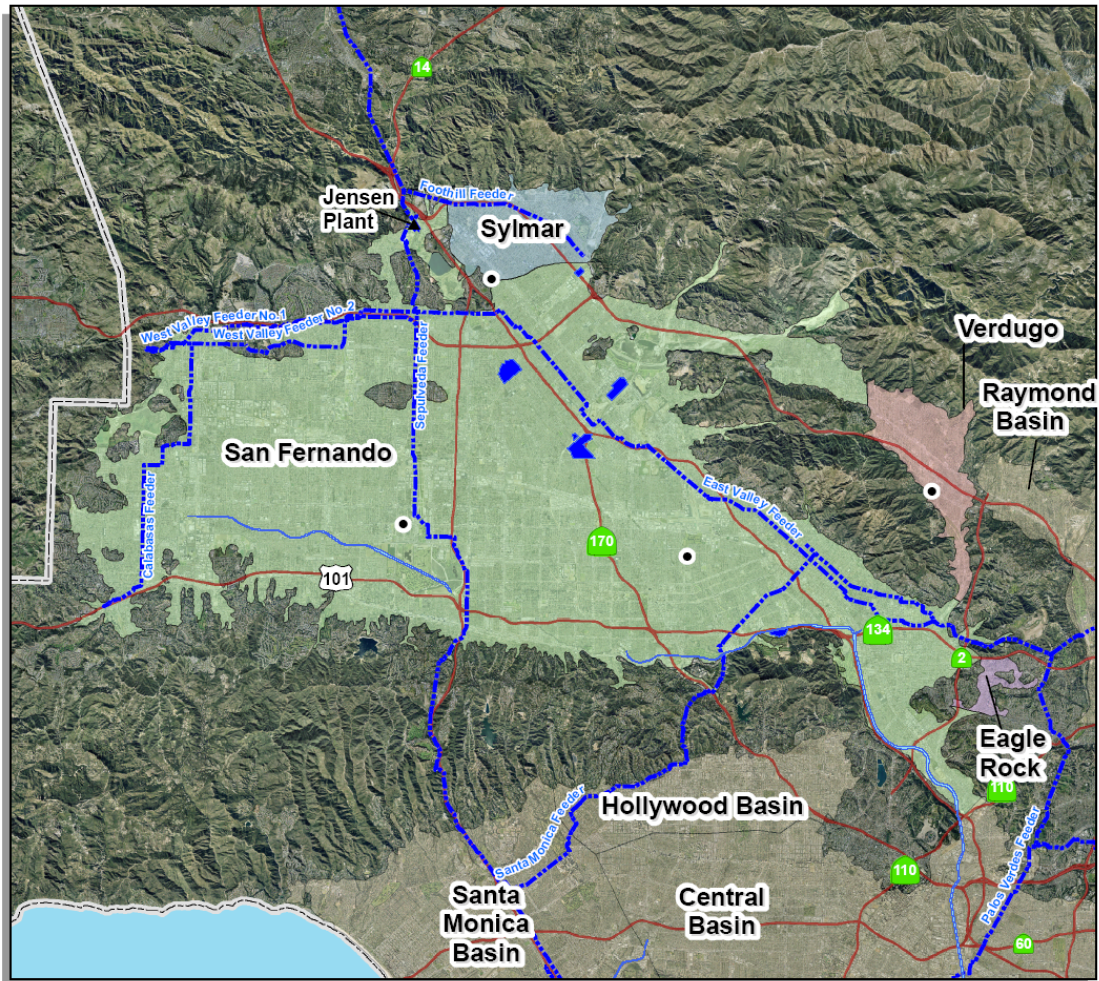 14
Foothill Feeder
Jensen
Plant
Sylmar
West Valley Feeder No.1
West Valley Feeder No.2
Verdugo
Sepulveda Feeder
Raymond
Basin
San Fernando
Calabasas Feeder
East Valley Feeder
170
101
134
2
Eagle
Rock
110
Hollywood Basin
Santa Monica Feeder
Palos Verdes Feeder
110
Santa
Monica
Basin
Central
Basin
60